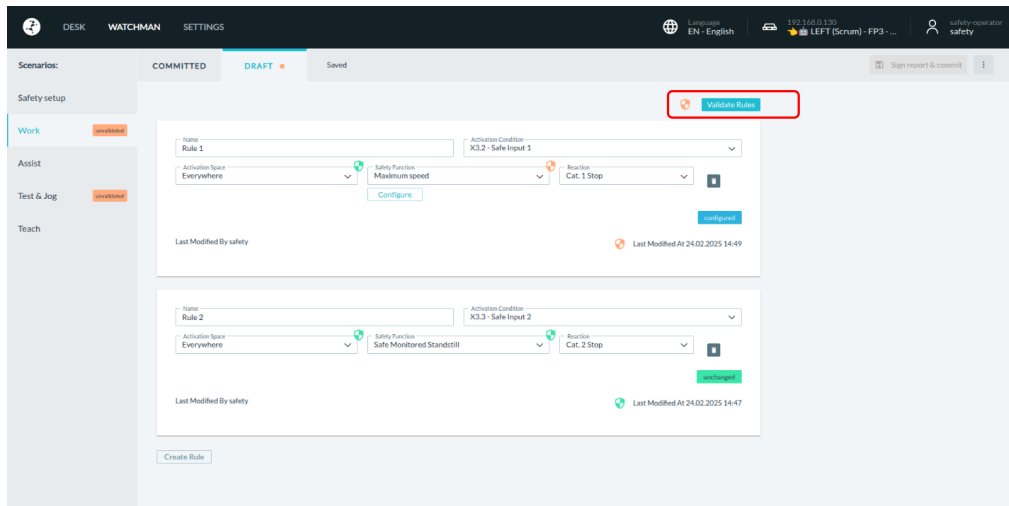 DESK WATCHMAN SETTINGS Language EN - English 192.168.0.130 👈🤖 LEFT (Scrum) - FP3 - ... safety-operator safety
Scenarios: COMMITTED DRAFT Saved Sign report & commit
Safety setup
Validate Rules
Work unvalidated
Assist
Test & Jog unvalidated
Teach
Name
Rule 1
Activation Condition
X3.2 - Safe Input 1
Activation Space
Everywhere
Safety Function
Maximum speed
Reaction
Cat. 1 Stop
Configure
configured
Last Modified By safety Last Modified At 24.02.2025 14:49
Name
Rule 2
Activation Condition
X3.3 - Safe Input 2
Activation Space
Everywhere
Safety Function
Safe Monitored Standstill
Reaction
Cat. 2 Stop
unchanged
Last Modified By safety Last Modified At 24.02.2025 14:47
Create Rule